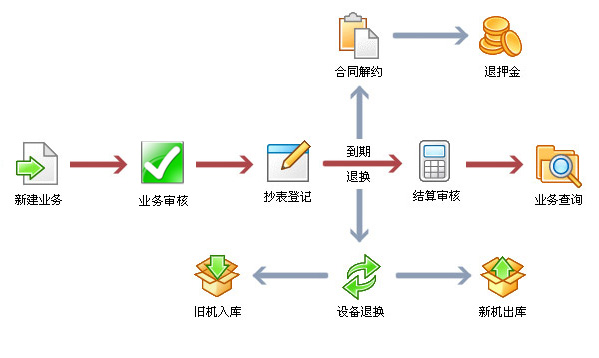 合同解约
退押金
到期
退换
新建业务
业务审核
抄表登记
结算审核
业务查询
旧机入库
设备退换
新机出库